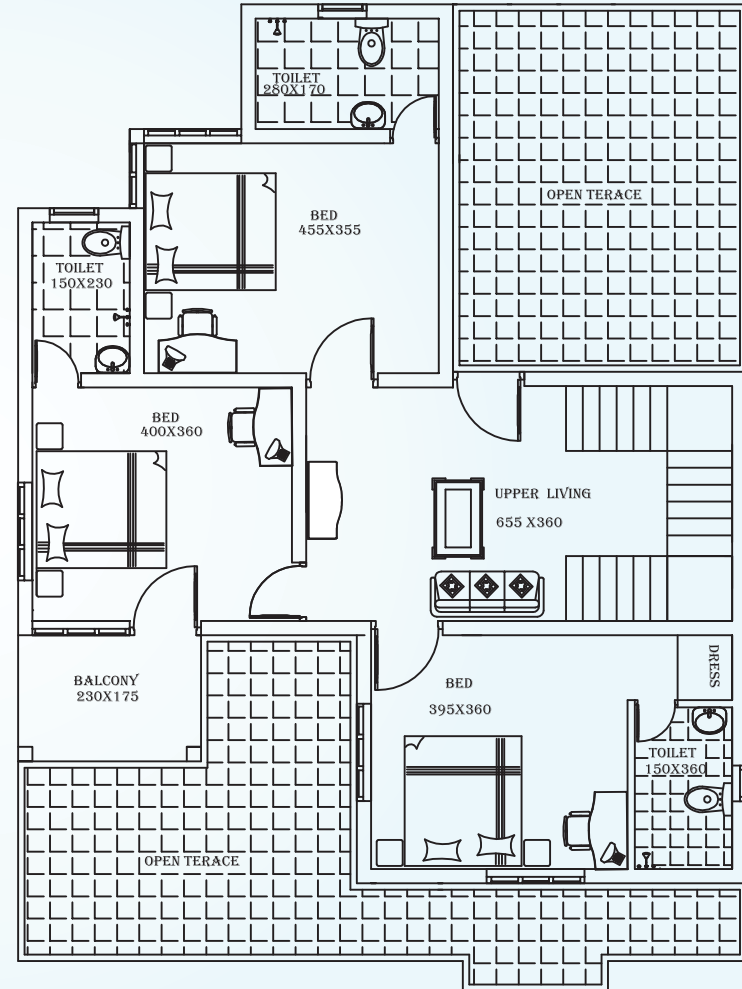 TOILET
280X170
OPEN TERACE
BED
455X355
TOILET
150X230
BED
400X360
UPPER LIVING
655 X360
BALCONY
230X175
BED
395X360
DRESS
TOILET
150X360
OPEN TERACE